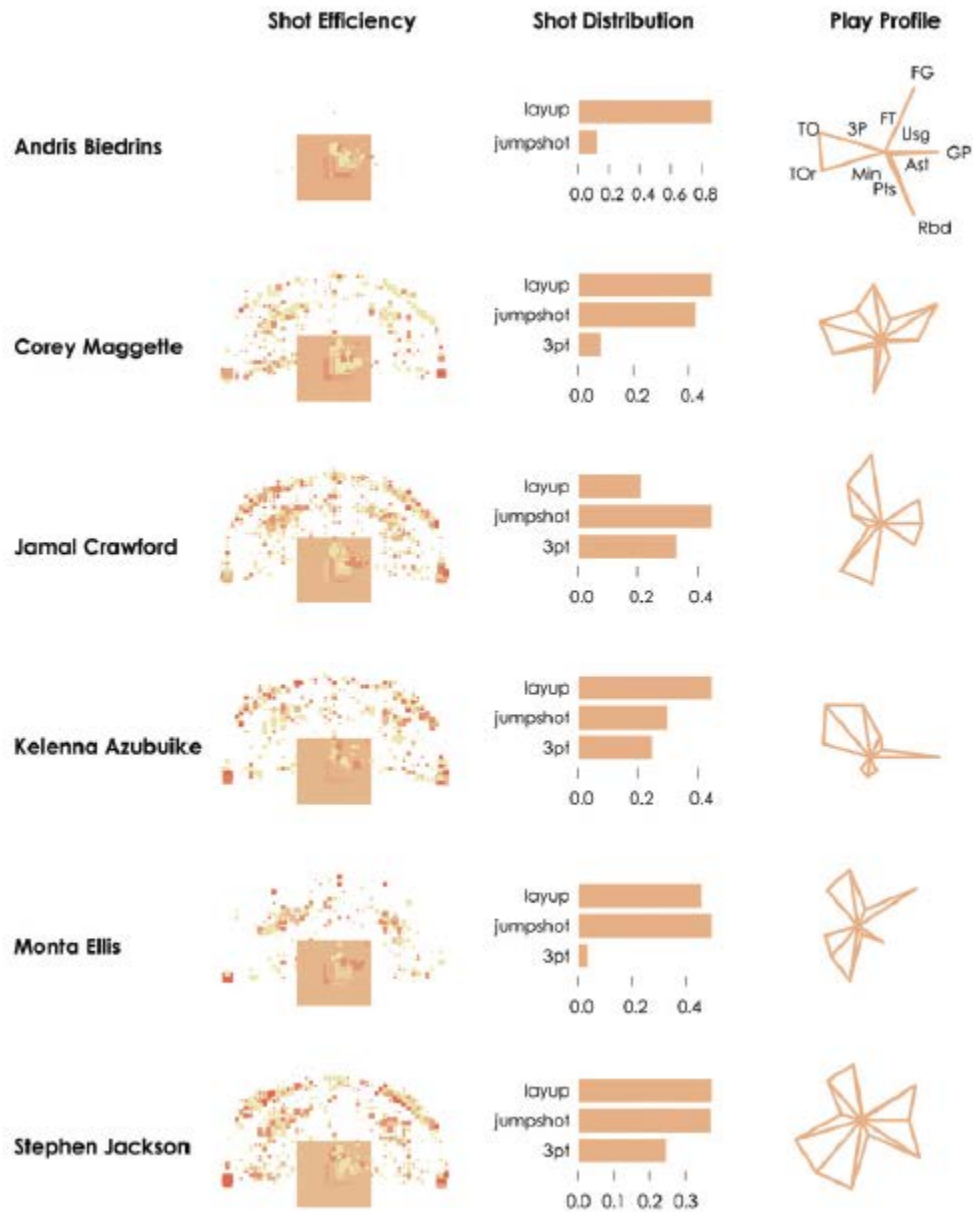 Shot Efficiency Shot Distribution Play Profile
Andris Biedrins
layup
jumpshot
0.0 0.2 0.4 0.6 0.8
FG
FT
3P
TO
Usg
GP
Ast
TOr
Min
Pts
Rbd
Corey Maggette
layup
jumpshot
3pt
0.0 0.2 0.4
Jamal Crawford
layup
jumpshot
3pt
0.0 0.2 0.4
Kelenna Azubuike
layup
jumpshot
3pt
0.0 0.2 0.4
Monta Ellis
layup
jumpshot
3pt
0.0 0.2 0.4
Stephen Jackson
layup
jumpshot
3pt
0.0 0.1 0.2 0.3